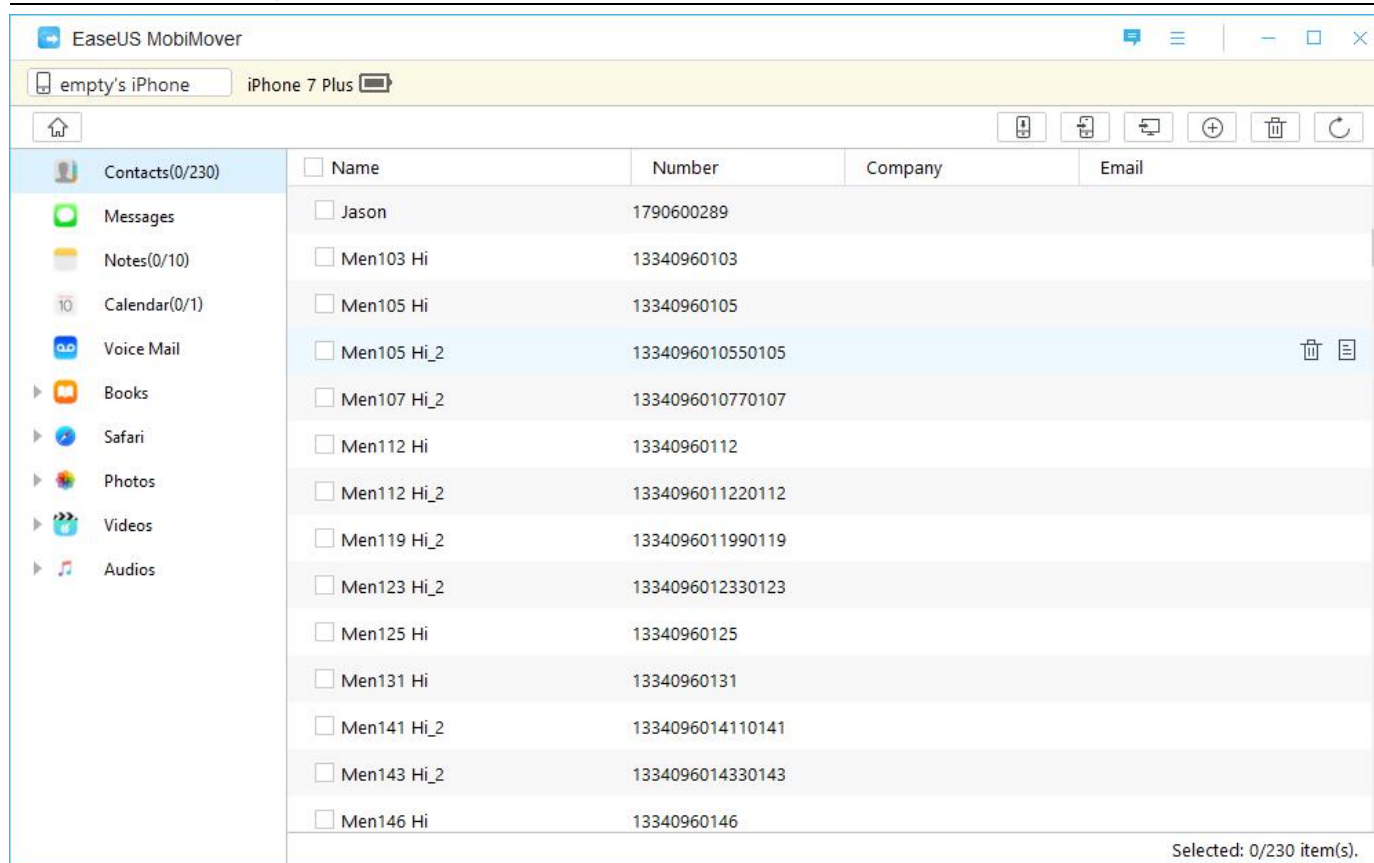 EaseUS MobiMover
empty's iPhone iPhone 7 Plus
Name Number Company Email
Contacts(0/230)
Messages
Notes(0/10)
10 Calendar(0/1)
Voice Mail
Books
Safari
Photos
Videos
Audios
Jason 1790600289
Men103 Hi 13340960103
Men105 Hi 13340960105
Men105 Hi_2 1334096010550105
Men107 Hi_2 1334096010770107
Men112 Hi 13340960112
Men112 Hi_2 1334096011220112
Men119 Hi_2 1334096011990119
Men123 Hi_2 1334096012330123
Men125 Hi 13340960125
Men131 Hi 13340960131
Men141 Hi_2 1334096014110141
Men143 Hi_2 1334096014330143
Men146 Hi 13340960146
Selected: 0/230 item(s).